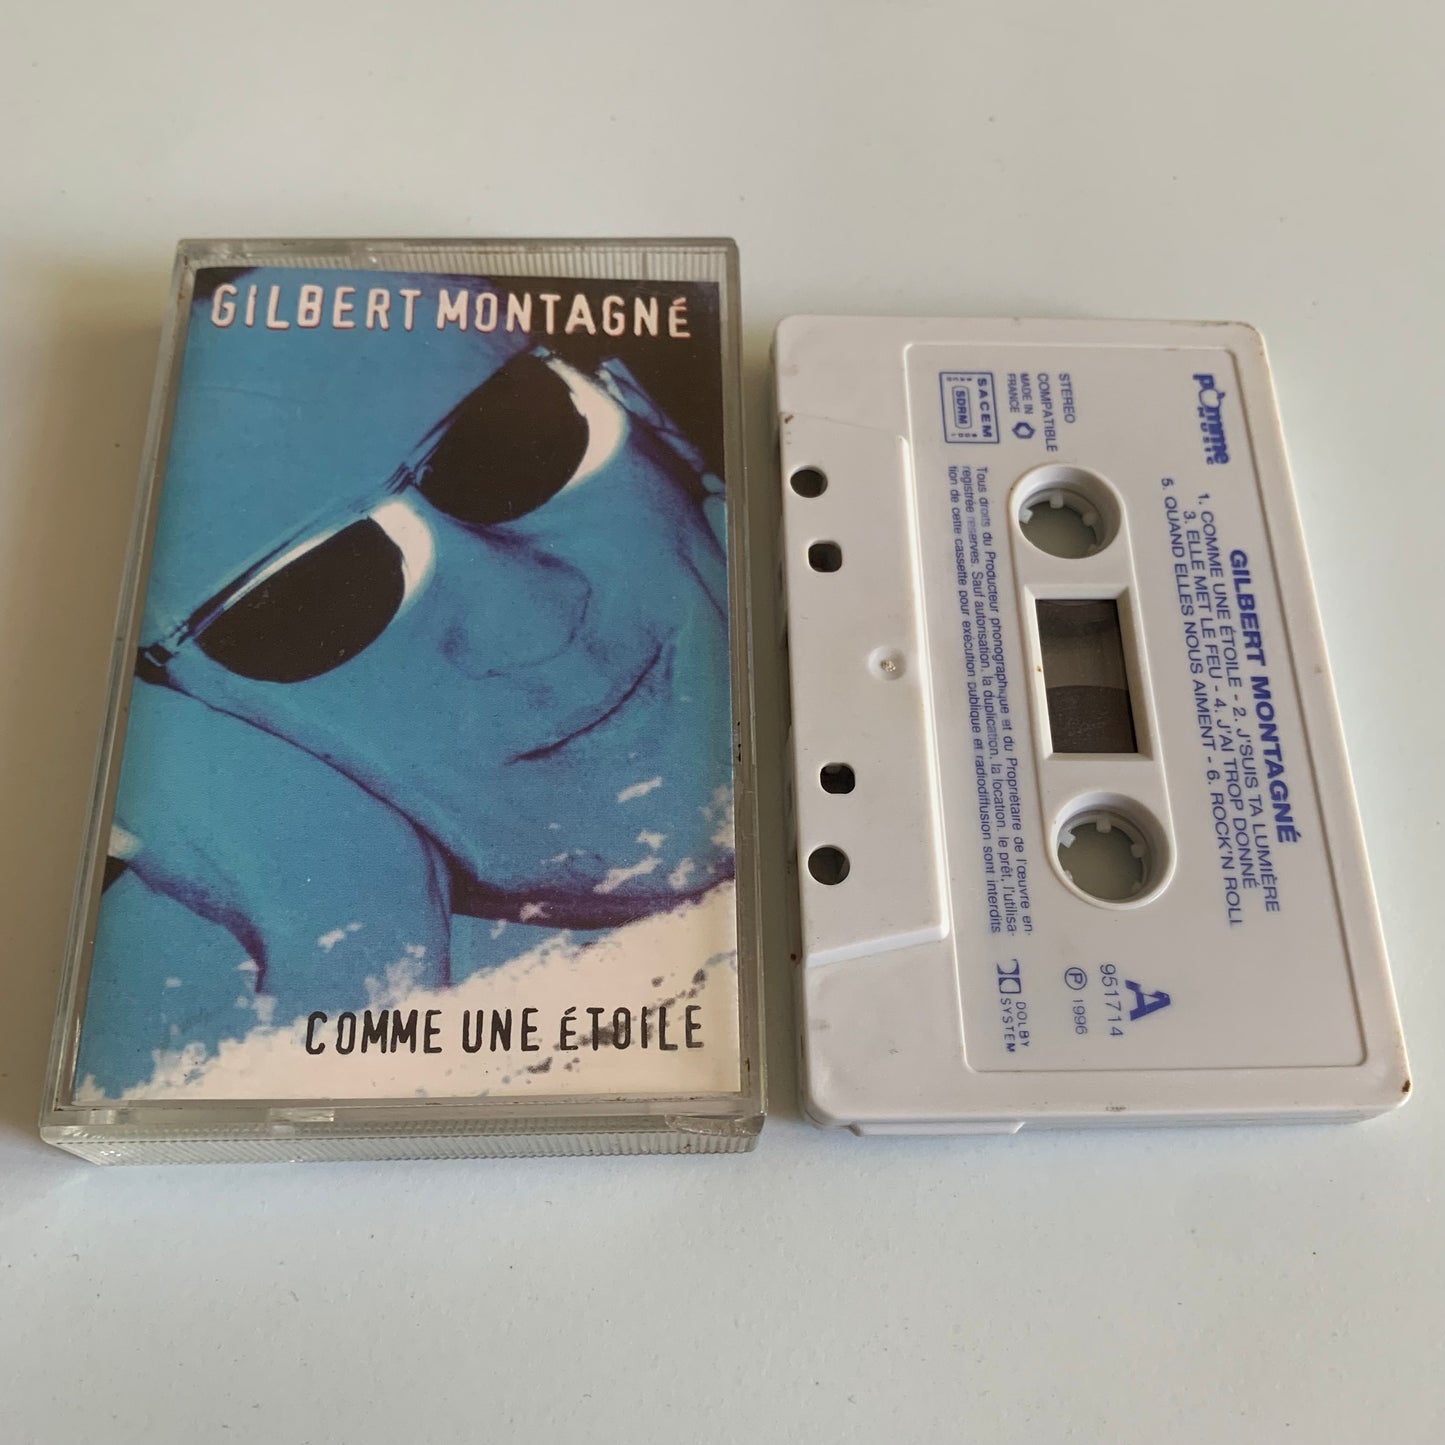 GILBERT MONTAGNÉ
COMME UNE ÉTOILE
pomme
MUSIC
GILBERT MONTAGNÉ
1. COMME UNE ÉTOILE - 2. J'SUIS TA LUMIÈRE
3. ELLE MET LE FEU - 4. J'AI TROP DONNÉ
5. QUAND ELLES NOUS AIMENT - 6. ROCK'N ROLL
STEREO
COMPATIBLE
MADE IN
FRANCE
SACEM
SDRM
A
951714
Ⓟ 1996
DOLBY
SYSTEM
Tous droits du Producteur phonographique et du Propriétaire de l'œuvre en-
registrée réservés. Sauf autorisation, la duplication, la location, le prêt, l'utilisa-
tion de cette cassette pour exécution publique et radiodiffusion sont interdits